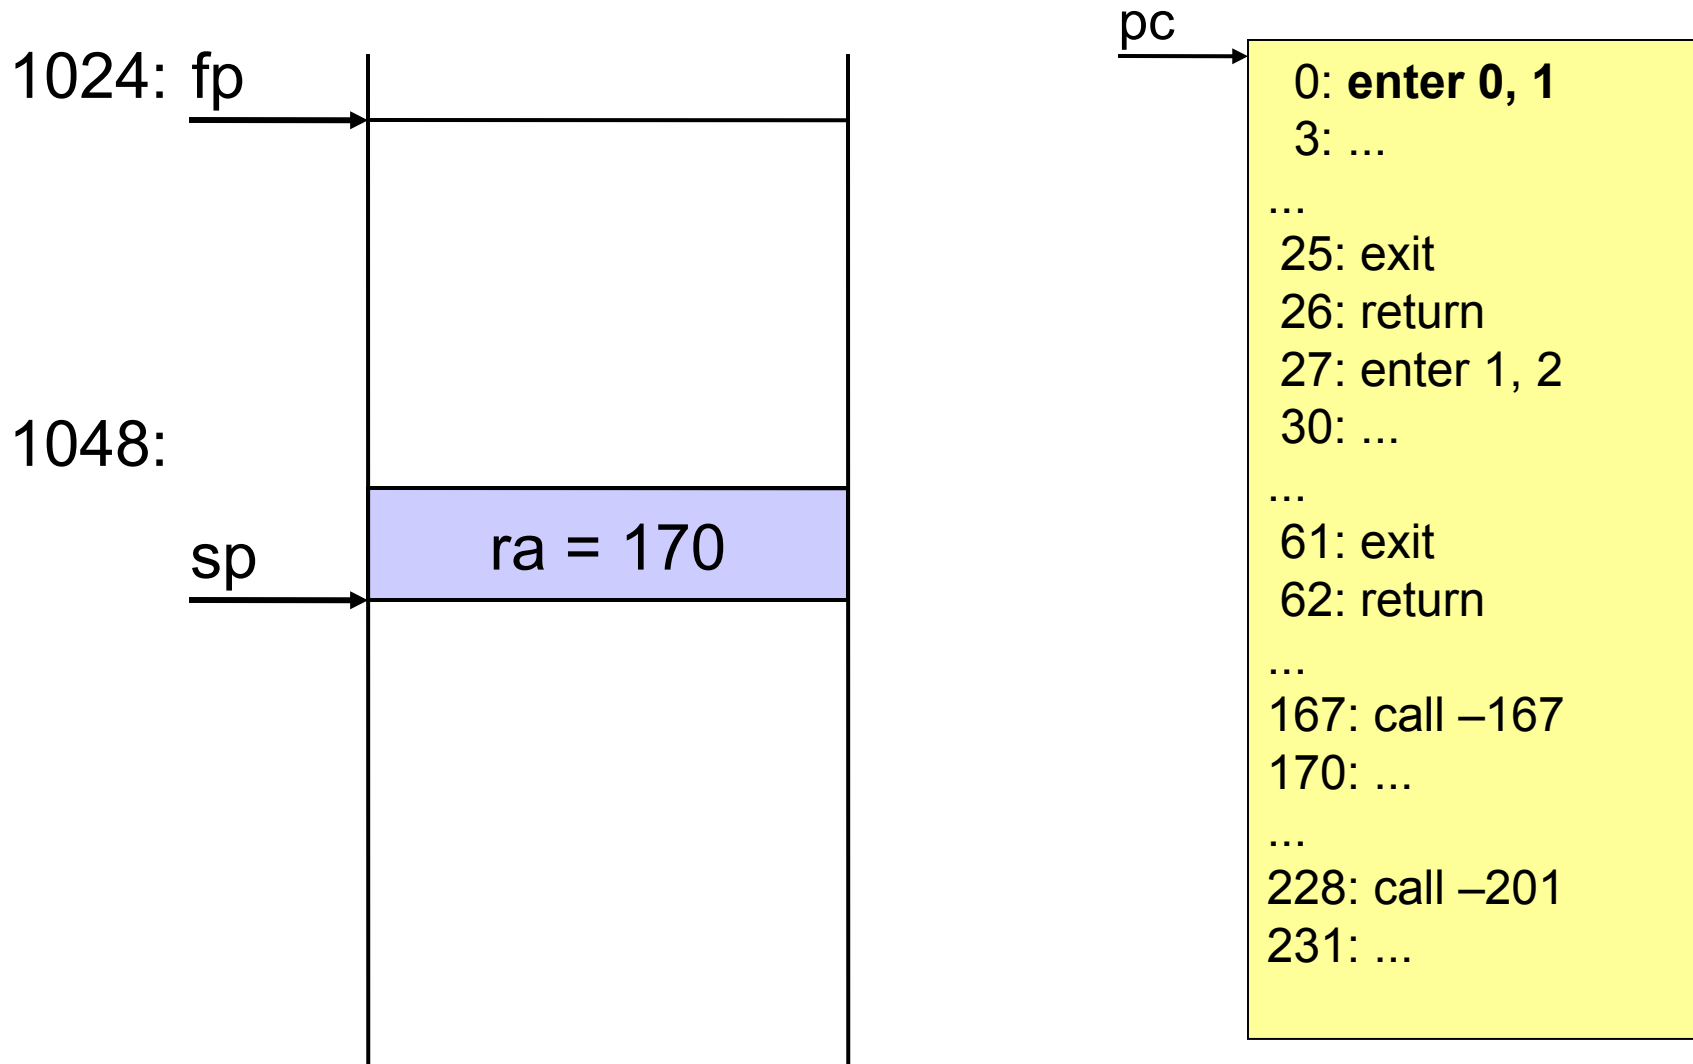 1024: fp
1048:
sp
ra = 170
pc
0: enter 0, 1
3: ...
...
25: exit
26: return
27: enter 1, 2
30: ...
...
61: exit
62: return
...
167: call –167
170: ...
...
228: call –201
231: ...